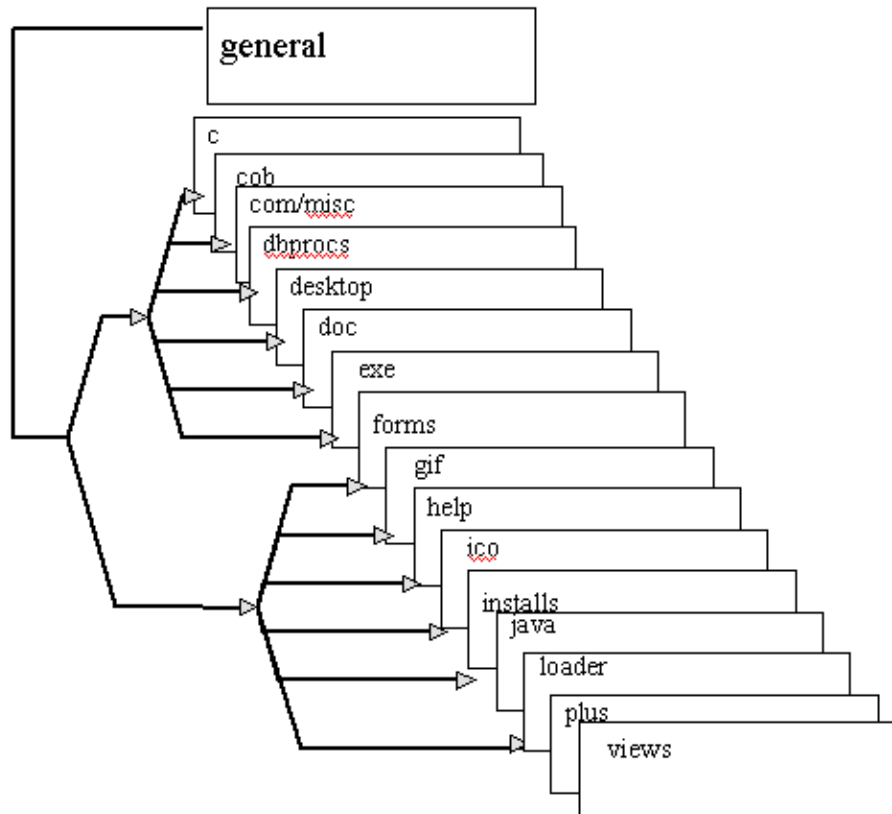 general
c
cob
com/misc
dbprocs
desktop
doc
exe
forms
gif
help
ico
installs
java
loader
plus
views